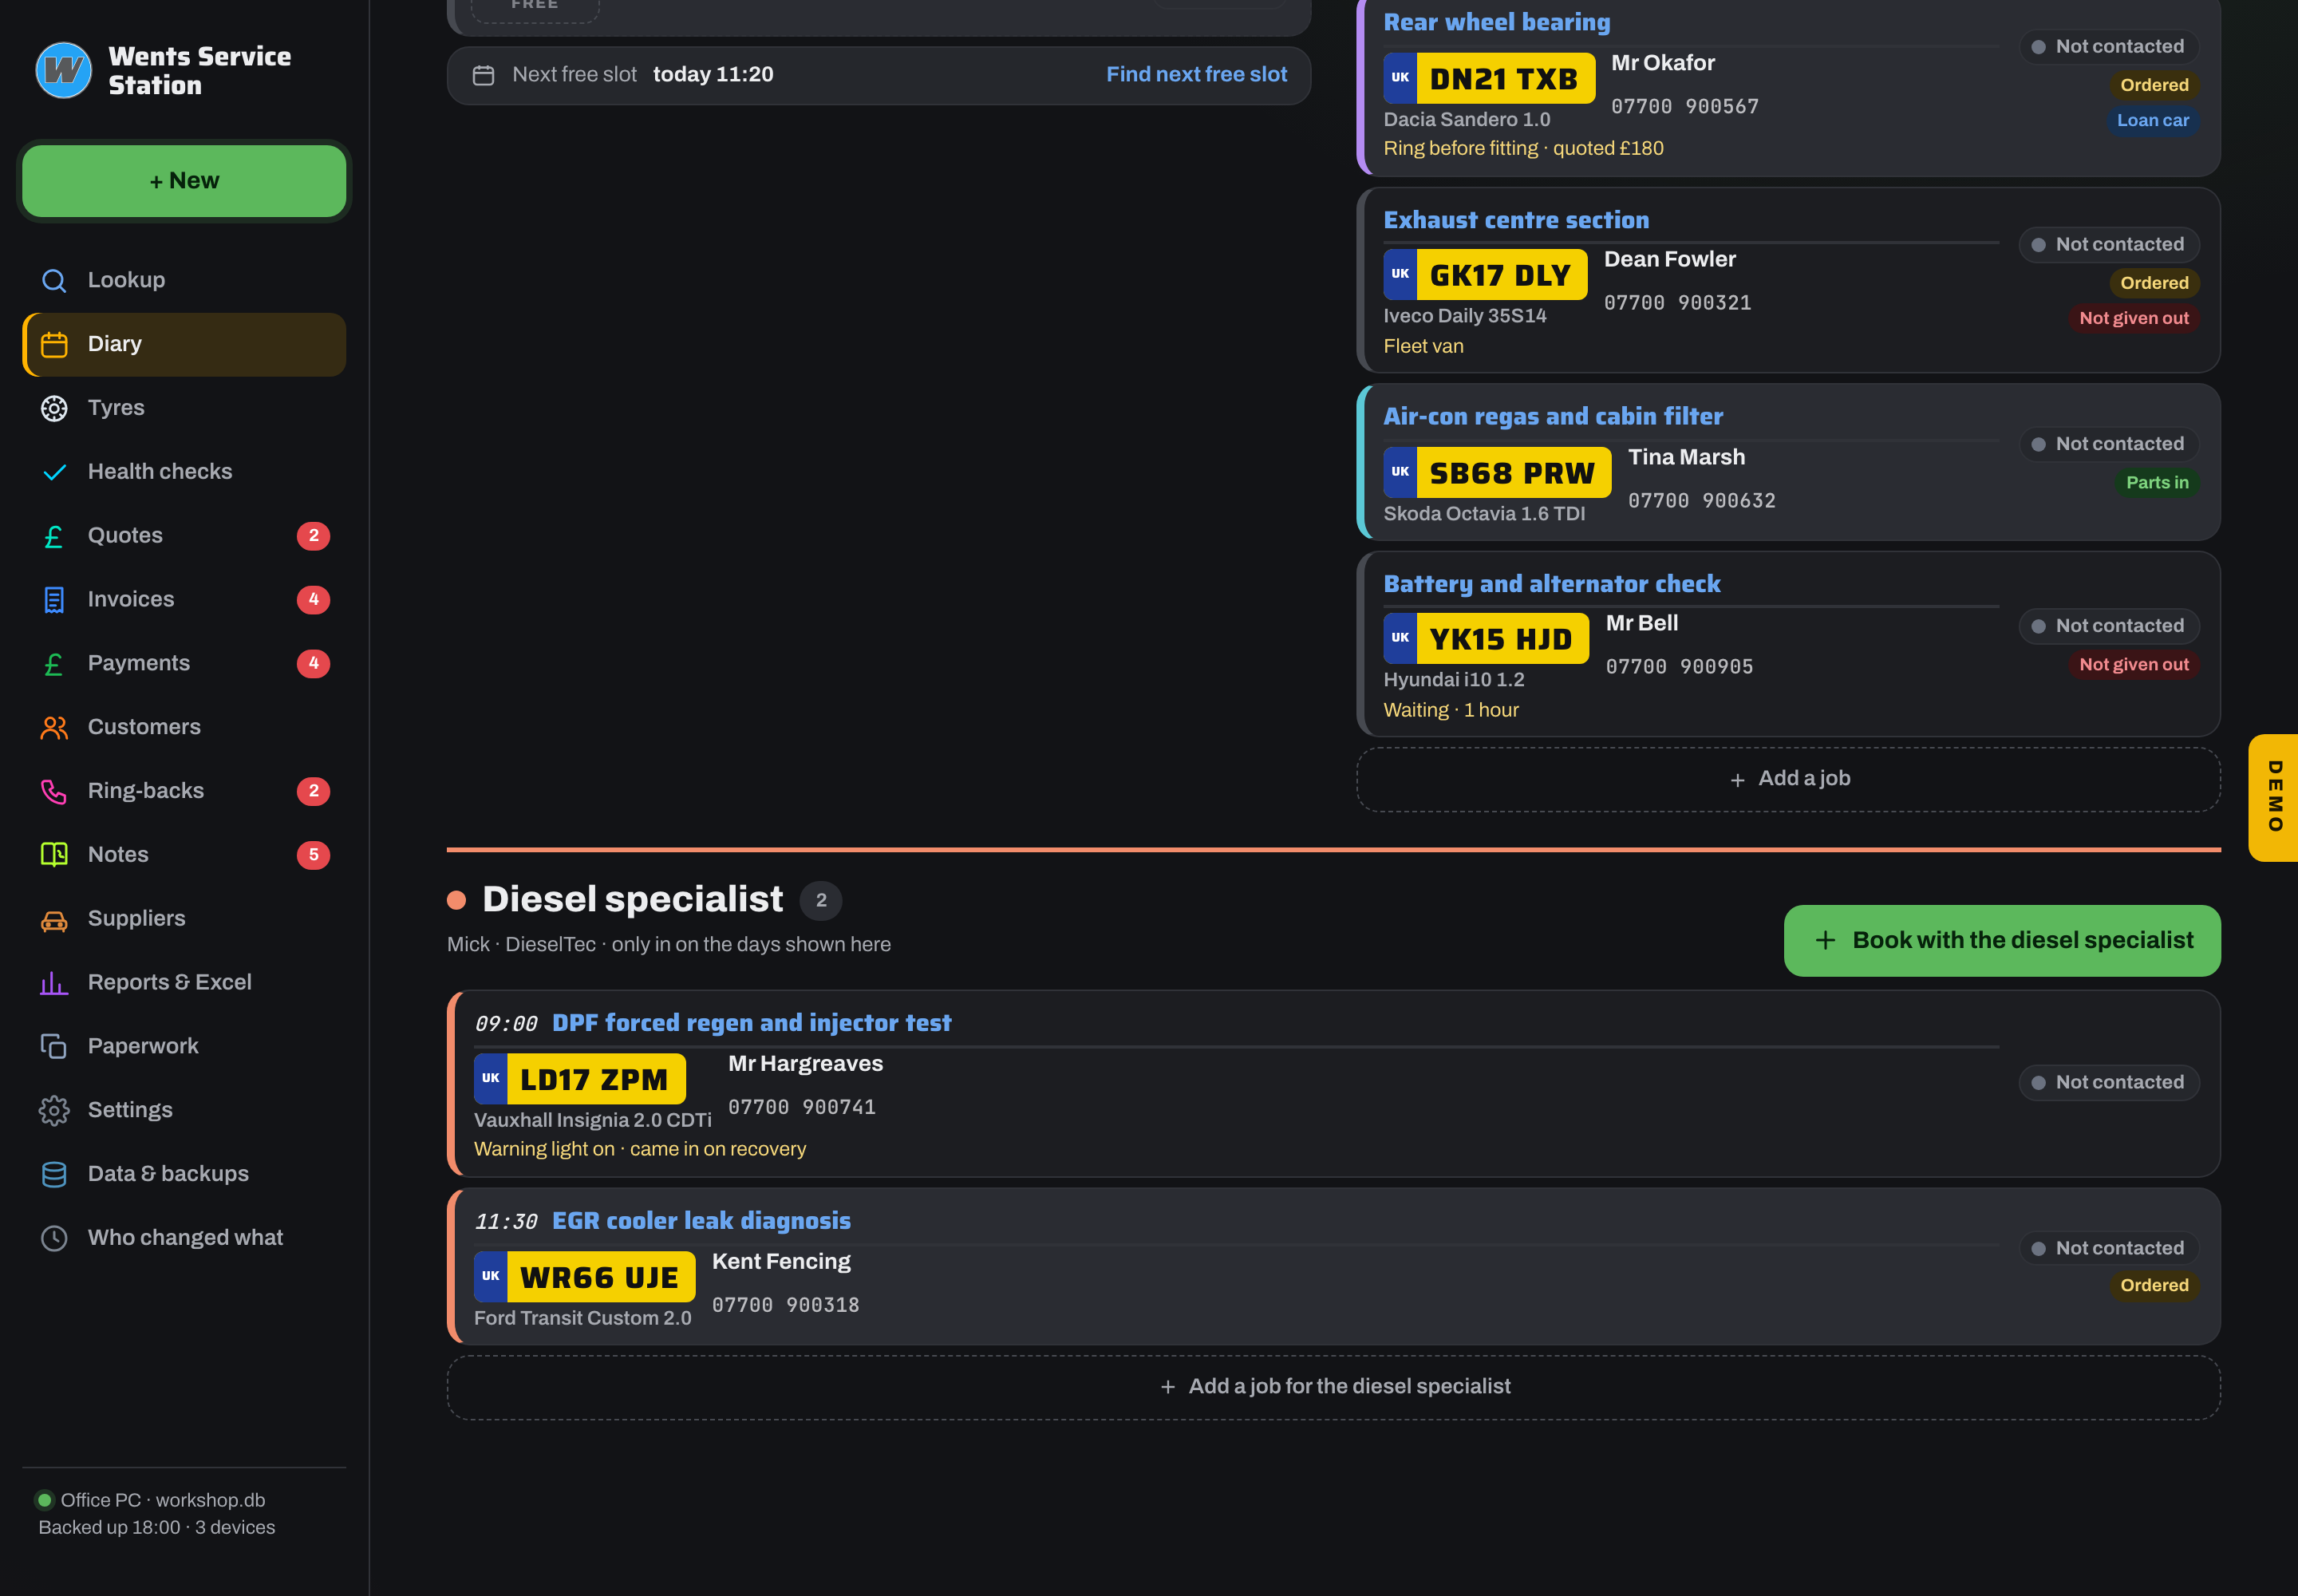 Wents Service
Station
+ New
Lookup
Diary
Tyres
Health checks
Quotes 2
Invoices 4
Payments 4
Customers
Ring-backs 2
Notes 5
Suppliers
Reports & Excel
Paperwork
Settings
Data & backups
Who changed what
Office PC · workshop.db
Backed up 18:00 · 3 devices
FREE
Next free slot today 11:20 Find next free slot
Rear wheel bearing
UK DN21 TXB
Mr Okafor
07700 900567
Dacia Sandero 1.0
Ring before fitting · quoted £180
Not contacted
Ordered
Loan car
Exhaust centre section
UK GK17 DLY
Dean Fowler
07700 900321
Iveco Daily 35S14
Fleet van
Not contacted
Ordered
Not given out
Air-con regas and cabin filter
UK SB68 PRW
Tina Marsh
07700 900632
Skoda Octavia 1.6 TDI
Not contacted
Parts in
Battery and alternator check
UK YK15 HJD
Mr Bell
07700 900905
Hyundai i10 1.2
Waiting · 1 hour
Not contacted
Not given out
+ Add a job
DEMO
Diesel specialist 2
Mick · DieselTec · only in on the days shown here
+ Book with the diesel specialist
09:00 DPF forced regen and injector test
UK LD17 ZPM
Mr Hargreaves
07700 900741
Vauxhall Insignia 2.0 CDTi
Warning light on · came in on recovery
Not contacted
11:30 EGR cooler leak diagnosis
UK WR66 UJE
Kent Fencing
07700 900318
Ford Transit Custom 2.0
Not contacted
Ordered
+ Add a job for the diesel specialist